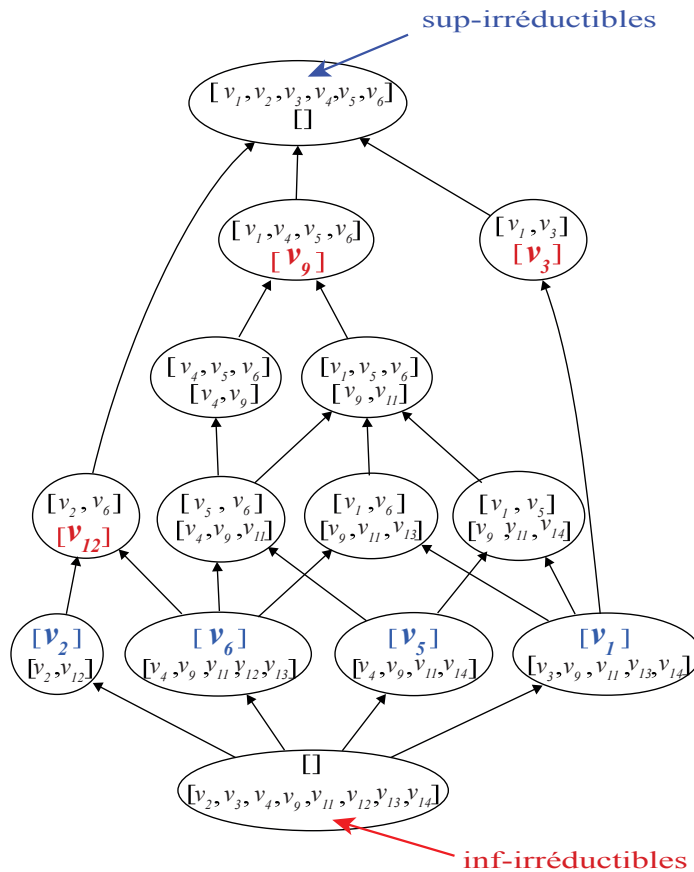 sup-irréductibles
[v₁,v₂,v₃,v₄,v₅,v₆]
[]
[v₁,v₄,v₅,v₆]
[v₉]
[v₁,v₃]
[v₃]
[v₄,v₅,v₆]
[v₄,v₉]
[v₁,v₅,v₆]
[v₉,v₁₁]
[v₂,v₆]
[v₁₂]
[v₅,v₆]
[v₄,v₉,v₁₁]
[v₁,v₆]
[v₉,v₁₁,v₁₃]
[v₁,v₅]
[v₉,v₁₁,v₁₄]
[v₂]
[v₂,v₁₂]
[v₆]
[v₄,v₉,v₁₁,v₁₂,v₁₃]
[v₅]
[v₄,v₉,v₁₁,v₁₄]
[v₁]
[v₃,v₉,v₁₁,v₁₃,v₁₄]
[]
[v₂,v₃,v₄,v₉,v₁₁,v₁₂,v₁₃,v₁₄]
inf-irréductibles